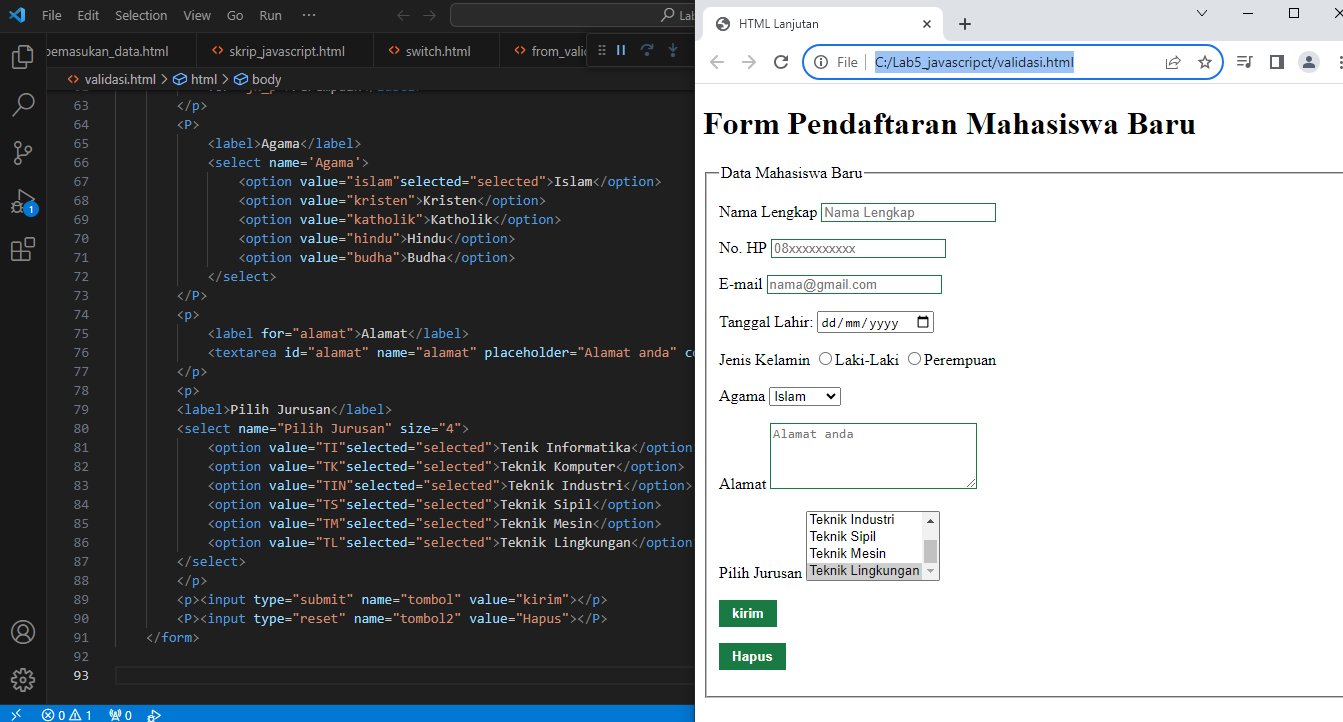 File Edit Selection View Go Run ··· Lab
pemasukan_data.html skrip_javascript.html switch.html from_valid
validasi.html > html > body
63 </p>
64 <P>
65 <label>Agama</label>
66 <select name='Agama'>
67 <option value="islam"selected="selected">Islam</option>
68 <option value="kristen">Kristen</option>
69 <option value="katholik">Katholik</option>
70 <option value="hindu">Hindu</option>
71 <option value="budha">Budha</option>
72 </select>
73 </P>
74 <p>
75 <label for="alamat">Alamat</label>
76 <textarea id="alamat" name="alamat" placeholder="Alamat anda" co
77 </p>
78 <p>
79 <label>Pilih Jurusan</label>
80 <select name="Pilih Jurusan" size="4">
81 <option value="TI"selected="selected">Tenik Informatika</option
82 <option value="TK"selected="selected">Teknik Komputer</option>
83 <option value="TIN"selected="selected">Teknik Industri</option>
84 <option value="TS"selected="selected">Teknik Sipil</option>
85 <option value="TM"selected="selected">Teknik Mesin</option>
86 <option value="TL"selected="selected">Teknik Lingkungan</option
87 </select>
88 </p>
89 <p><input type="submit" name="tombol" value="kirim"></p>
90 <P><input type="reset" name="tombol2" value="Hapus"></P>
91 </form>
92
93
1
0 1 0
HTML Lanjutan
File C:/Lab5_javascripct/validasi.html
Form Pendaftaran Mahasiswa Baru
Data Mahasiswa Baru
Nama Lengkap Nama Lengkap
No. HP 08xxxxxxxxxx
E-mail nama@gmail.com
Tanggal Lahir: dd/mm/yyyy
Jenis Kelamin Laki-Laki Perempuan
Agama Islam
Alamat anda
Alamat
Teknik Industri
Teknik Sipil
Teknik Mesin
Pilih Jurusan Teknik Lingkungan
kirim
Hapus